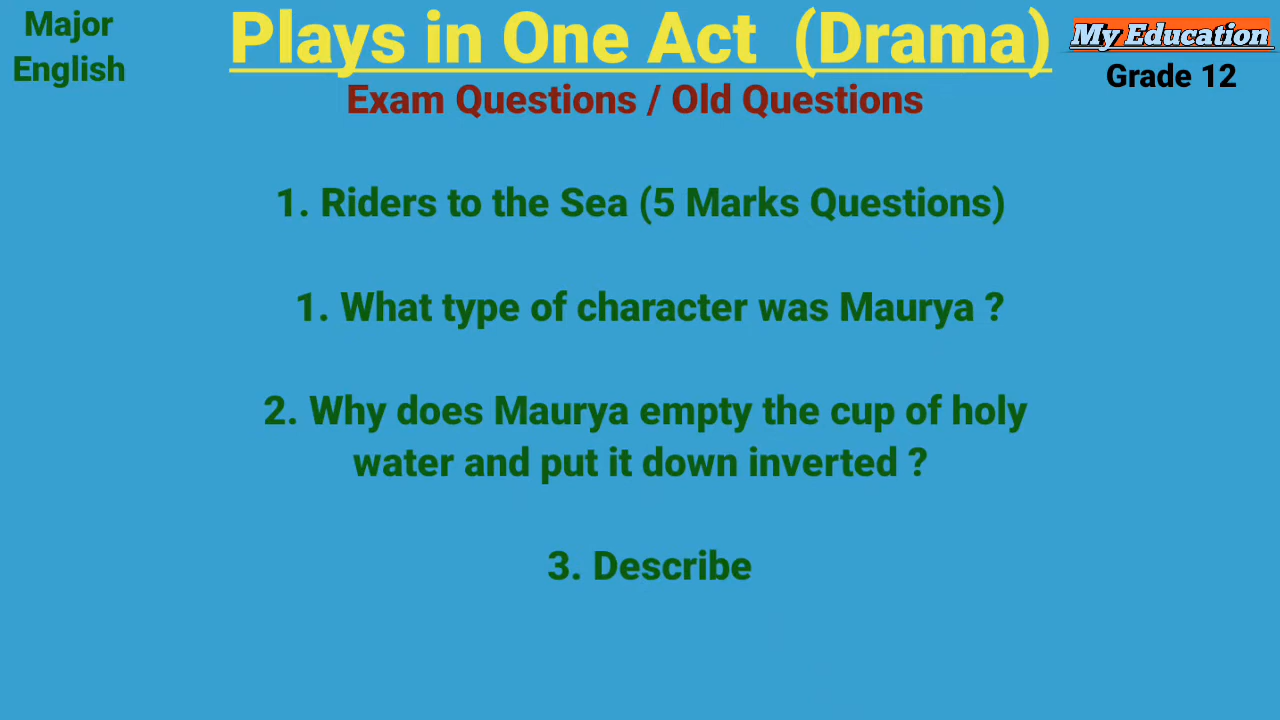 Major
English
Plays in One Act (Drama)
My Education
Grade 12
Exam Questions / Old Questions
1. Riders to the Sea (5 Marks Questions)
1. What type of character was Maurya ?
2. Why does Maurya empty the cup of holy
water and put it down inverted ?
3. Describe